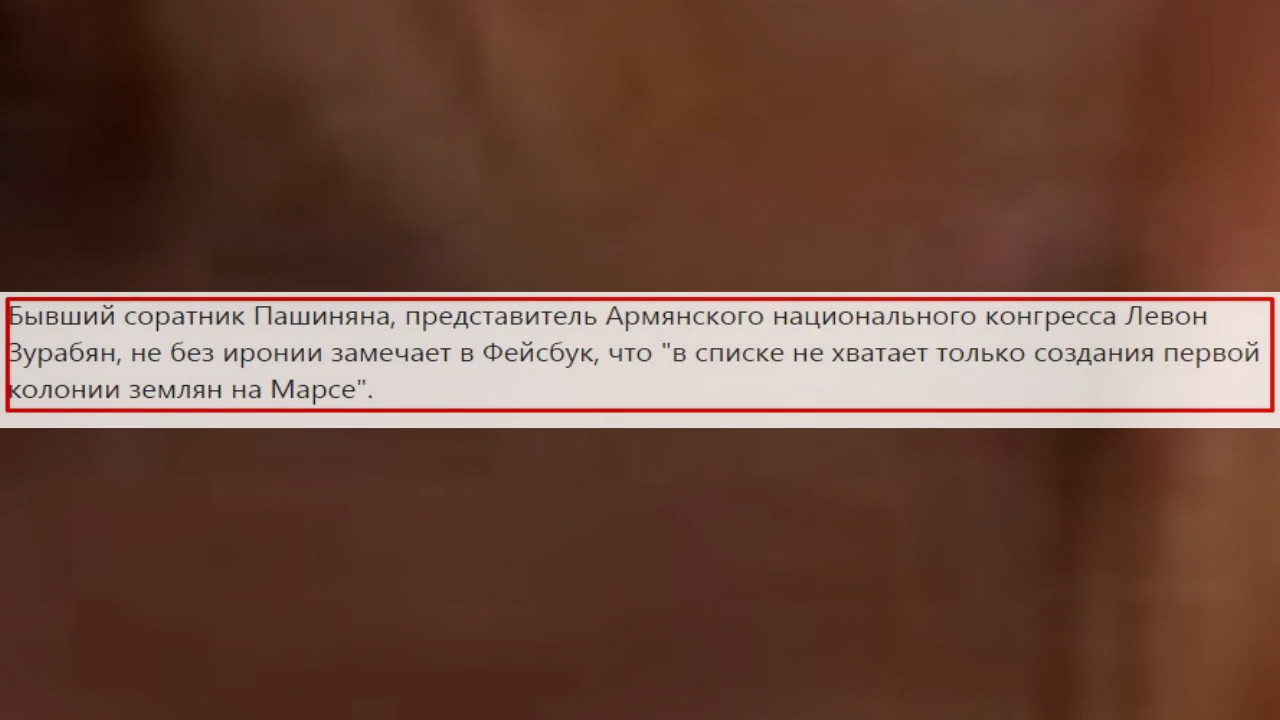 Бывший соратник Пашиняна, представитель Армянского национального конгресса Левон
Зурабян, не без иронии замечает в Фейсбук, что "в списке не хватает только создания первой
колонии землян на Марсе".